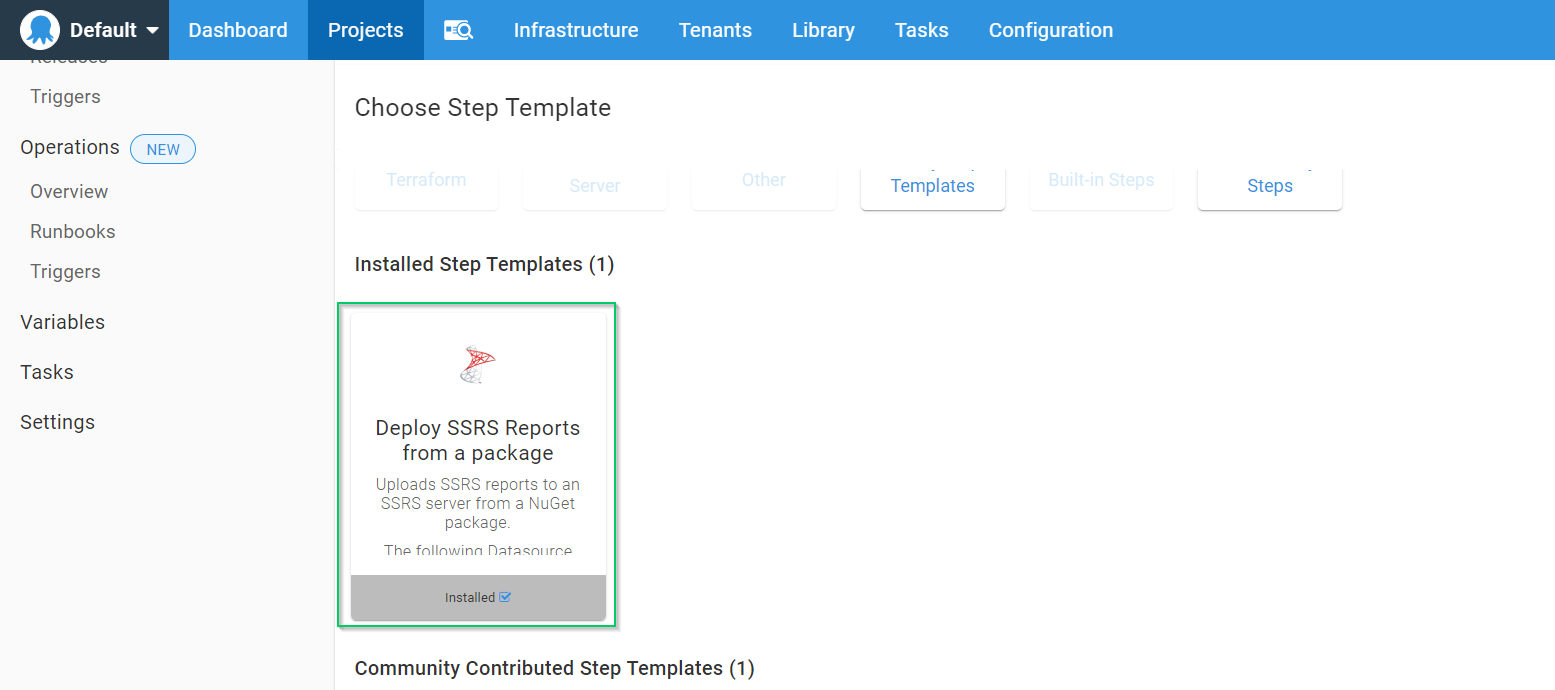 Default
Dashboard
Projects
Infrastructure
Tenants
Library
Tasks
Configuration
Releases
Triggers
Operations NEW
Overview
Runbooks
Triggers
Variables
Tasks
Settings
Choose Step Template
Terraform
Server
Other
Templates
Built-in Steps
Steps
Installed Step Templates (1)
Deploy SSRS Reports
from a package
Uploads SSRS reports to an
SSRS server from a NuGet
package.
The following Datasource
Installed
Community Contributed Step Templates (1)